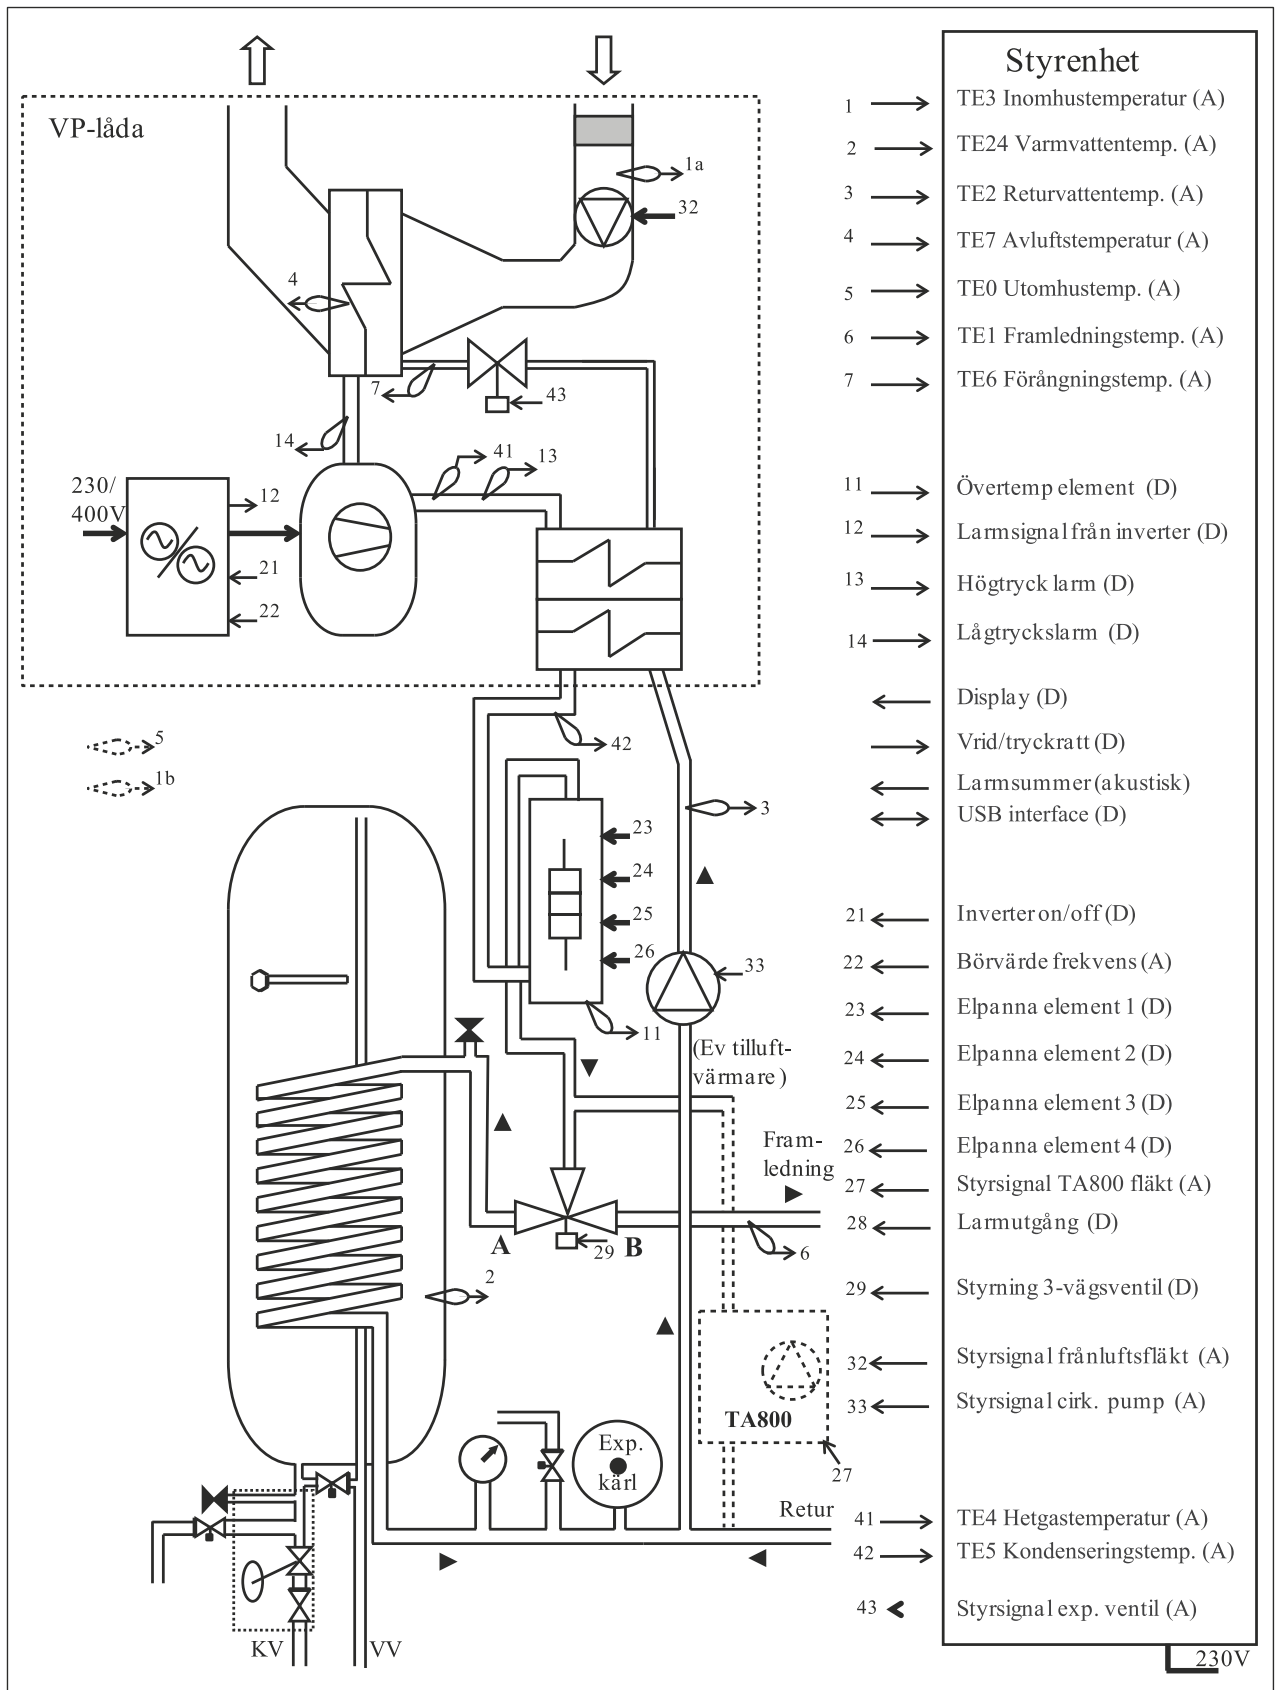 VP-låda
1a
32
4
7
43
14
41
13
230/
400V
12
21
22
42
5
1b
3
23
24
25
26
33
11
(Ev tilluft-
värmare)
Fram-
ledning
A
29
B
6
2
TA800
27
Exp.
kärl
Retur
KV
VV
Styrenhet
1 TE3 Inomhustemperatur (A)
2 TE24 Varmvattentemp. (A)
3 TE2 Returvattentemp. (A)
4 TE7 Avluftstemperatur (A)
5 TE0 Utomhustemp. (A)
6 TE1 Framledningstemp. (A)
7 TE6 Förångningstemp. (A)
11 Övertemp element (D)
12 Larmsignal från inverter (D)
13 Högtryck larm (D)
14 Lågtryckslarm (D)
Display (D)
Vrid/tryckratt (D)
Larmsummer (akustisk)
USB interface (D)
21 Inverter on/off (D)
22 Börvärde frekvens (A)
23 Elpanna element 1 (D)
24 Elpanna element 2 (D)
25 Elpanna element 3 (D)
26 Elpanna element 4 (D)
27 Styrsignal TA800 fläkt (A)
28 Larmutgång (D)
29 Styrning 3-vägsventil (D)
32 Styrsignal frånluftsfläkt (A)
33 Styrsignal cirk. pump (A)
41 TE4 Hetgastemperatur (A)
42 TE5 Kondenseringstemp. (A)
43 Styrsignal exp. ventil (A)
230V